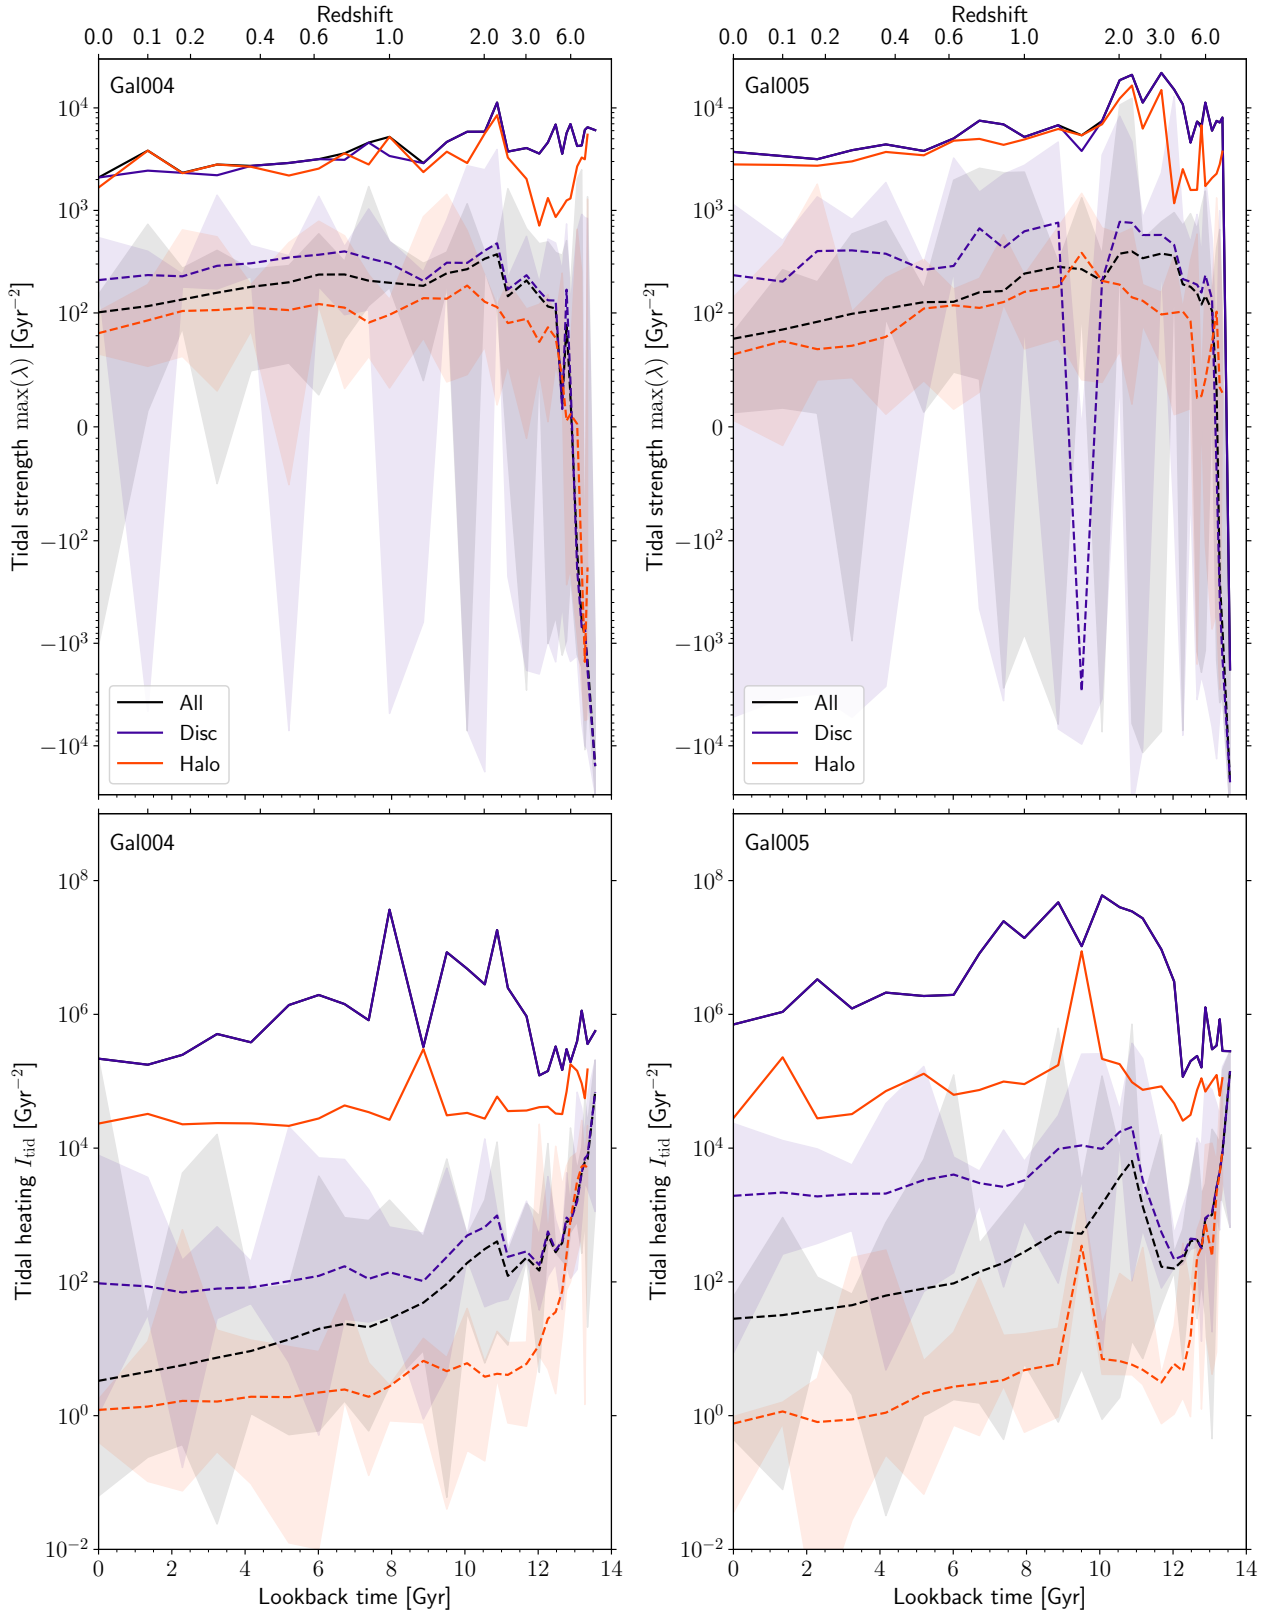 Redshift
0.0 0.1 0.2 0.4 0.6 1.0 2.0 3.0 6.0
Gal004
10^4
10^3
10^2
0
−10^2
−10^3
−10^4
Tidal strength max(λ) [Gyr^−2]
All
Disc
Halo
Redshift
0.0 0.1 0.2 0.4 0.6 1.0 2.0 3.0 6.0
Gal005
10^4
10^3
10^2
0
−10^2
−10^3
−10^4
Tidal strength max(λ) [Gyr^−2]
All
Disc
Halo
Gal004
10^8
10^6
10^4
10^2
10^0
10^−2
Tidal heating I_tid [Gyr^−2]
0 2 4 6 8 10 12 14
Lookback time [Gyr]
Gal005
10^8
10^6
10^4
10^2
10^0
10^−2
Tidal heating I_tid [Gyr^−2]
0 2 4 6 8 10 12 14
Lookback time [Gyr]